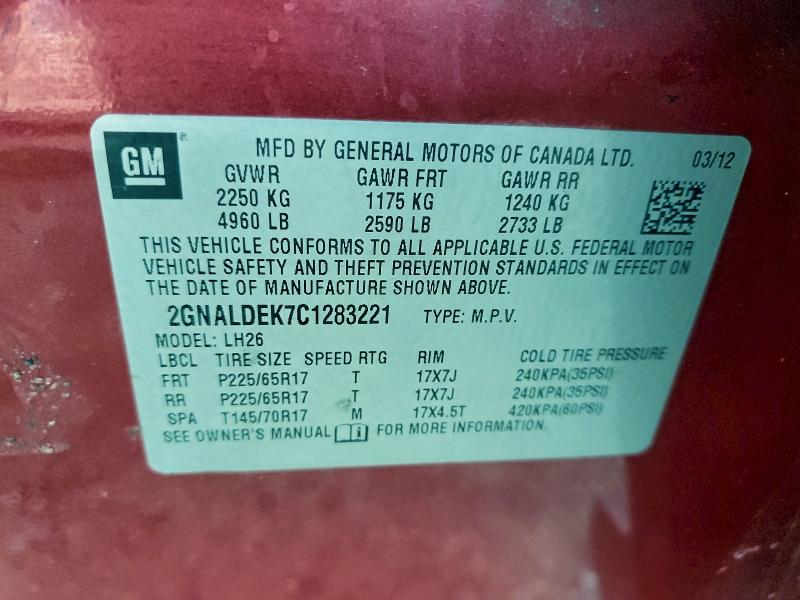 GM® MFD BY GENERAL MOTORS OF CANADA LTD. 03/12
GVWR GAWR FRT GAWR RR
2250 KG 1175 KG 1240 KG
4960 LB 2590 LB 2733 LB
THIS VEHICLE CONFORMS TO ALL APPLICABLE U.S. FEDERAL MOTOR
VEHICLE SAFETY AND THEFT PREVENTION STANDARDS IN EFFECT ON
THE DATE OF MANUFACTURE SHOWN ABOVE.
2GNALDEK7C1283221 TYPE: M.P.V.
MODEL: LH26
LBCL TIRE SIZE SPEED RTG RIM COLD TIRE PRESSURE
FRT P225/65R17 T 17X7J 240KPA(35PSI)
RR P225/65R17 T 17X7J 240KPA(35PSI)
SPA T145/70R17 M 17X4.5T 420KPA(60PSI)
SEE OWNER'S MANUAL FOR MORE INFORMATION.